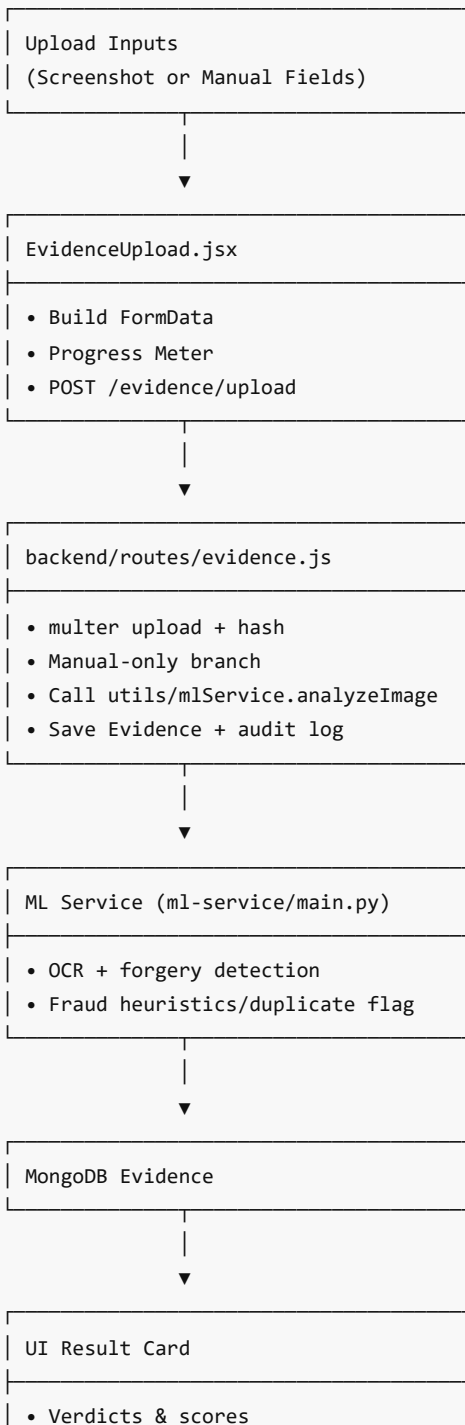 Upload Inputs
(Screenshot or Manual Fields)
EvidenceUpload.jsx
• Build FormData
• Progress Meter
• POST /evidence/upload
backend/routes/evidence.js
• multer upload + hash
• Manual-only branch
• Call utils/mlService.analyzeImage
• Save Evidence + audit log
ML Service (ml-service/main.py)
• OCR + forgery detection
• Fraud heuristics/duplicate flag
MongoDB Evidence
UI Result Card
• Verdicts & scores